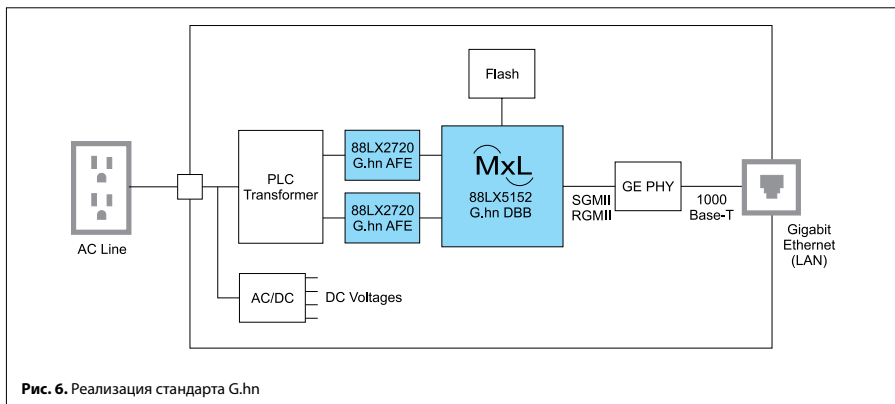 Flash
88LX2720
G.hn AFE
PLC
Transformer
88LX2720
G.hn AFE
MxL
88LX5152
G.hn DBB
SGMII
RGMII
GE PHY
1000
Base-T
AC Line
Gigabit
Ethernet
(LAN)
AC/DC
DC Voltages
Рис. 6. Реализация стандарта G.hn